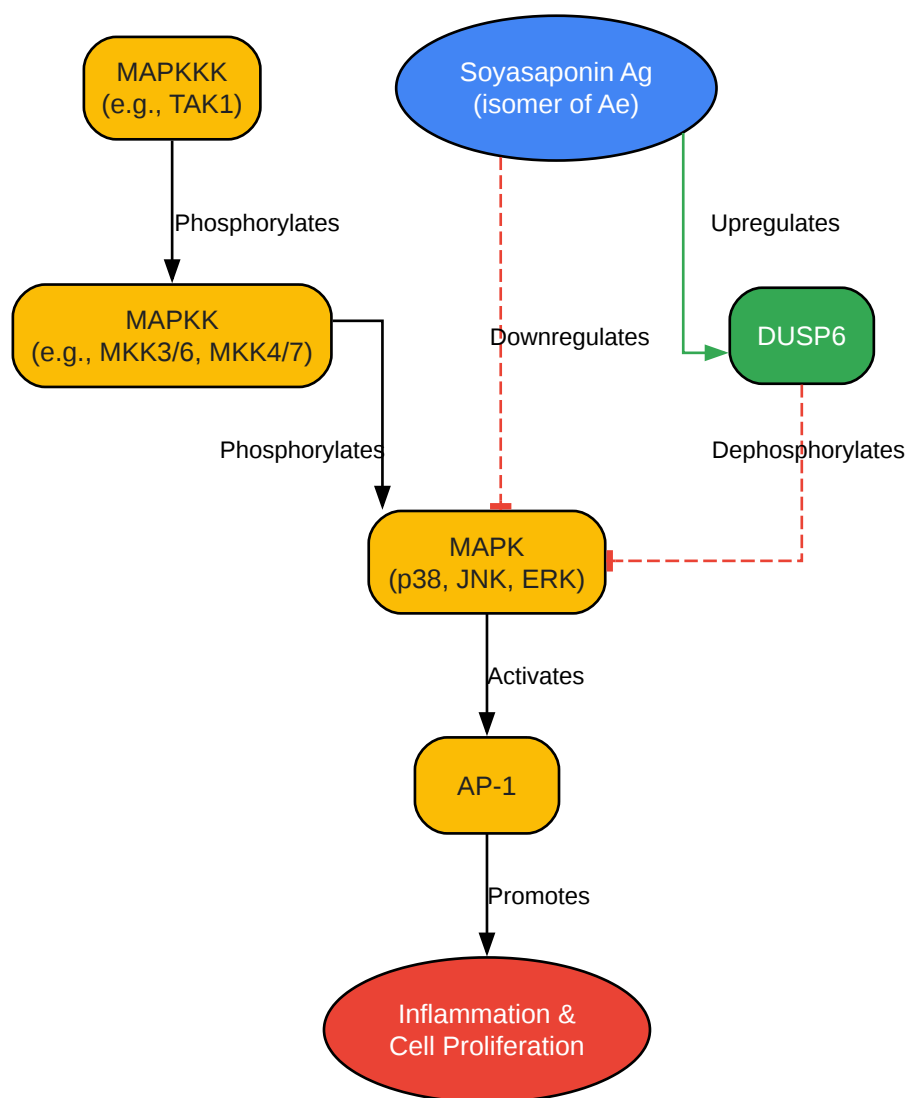 MAPKKK
(e.g., TAK1)
Soyasaponin Ag
(isomer of Ae)
Phosphorylates
Upregulates
MAPKK
(e.g., MKK3/6, MKK4/7)
Downregulates
DUSP6
Phosphorylates
Dephosphorylates
MAPK
(p38, JNK, ERK)
Activates
AP-1
Promotes
Inflammation &
Cell Proliferation